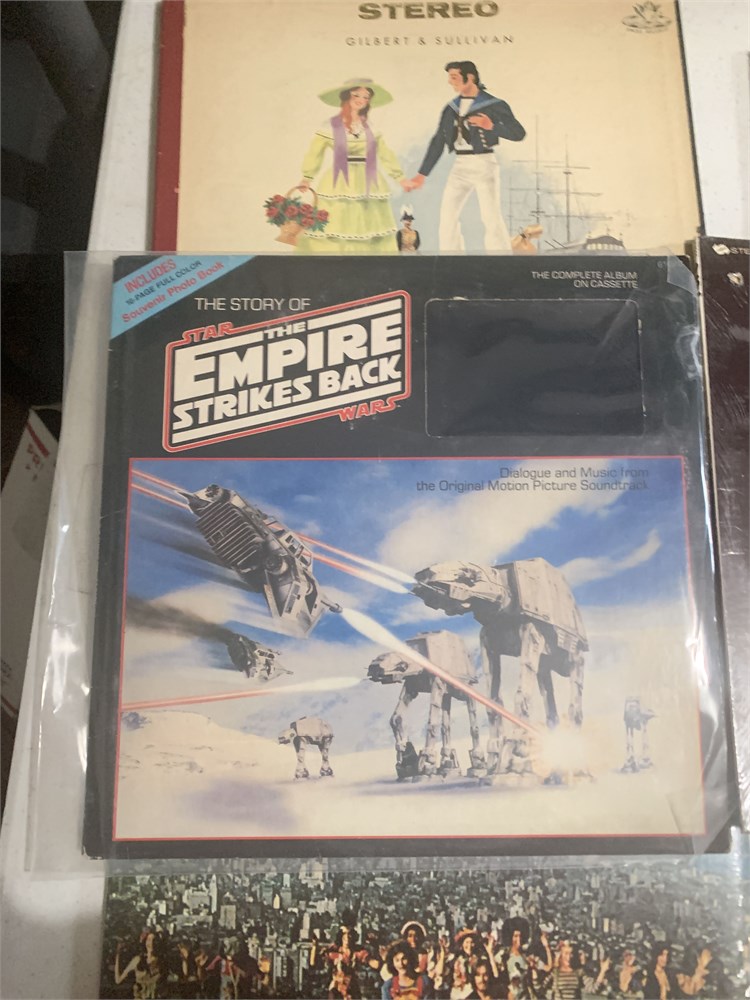 STEREO
GILBERT & SULLIVAN
INCLUDES
16-PAGE FULL COLOR
Souvenir Photo Book
THE COMPLETE ALBUM
ON CASSETTE
THE STORY OF
STAR
THE
EMPIRE
STRIKES BACK
WARS
Dialogue and Music from
the Original Motion Picture Soundtrack
STE